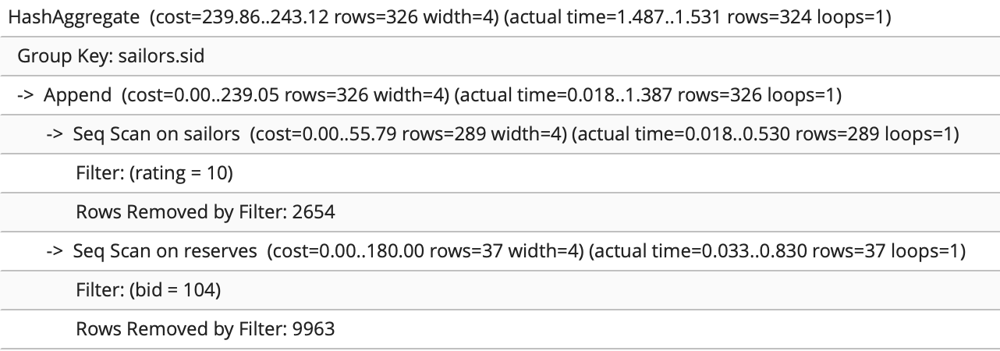 HashAggregate (cost=239.86..243.12 rows=326 width=4) (actual time=1.487..1.531 rows=324 loops=1)
Group Key: sailors.sid
-> Append (cost=0.00..239.05 rows=326 width=4) (actual time=0.018..1.387 rows=326 loops=1)
-> Seq Scan on sailors (cost=0.00..55.79 rows=289 width=4) (actual time=0.018..0.530 rows=289 loops=1)
Filter: (rating = 10)
Rows Removed by Filter: 2654
-> Seq Scan on reserves (cost=0.00..180.00 rows=37 width=4) (actual time=0.033..0.830 rows=37 loops=1)
Filter: (bid = 104)
Rows Removed by Filter: 9963